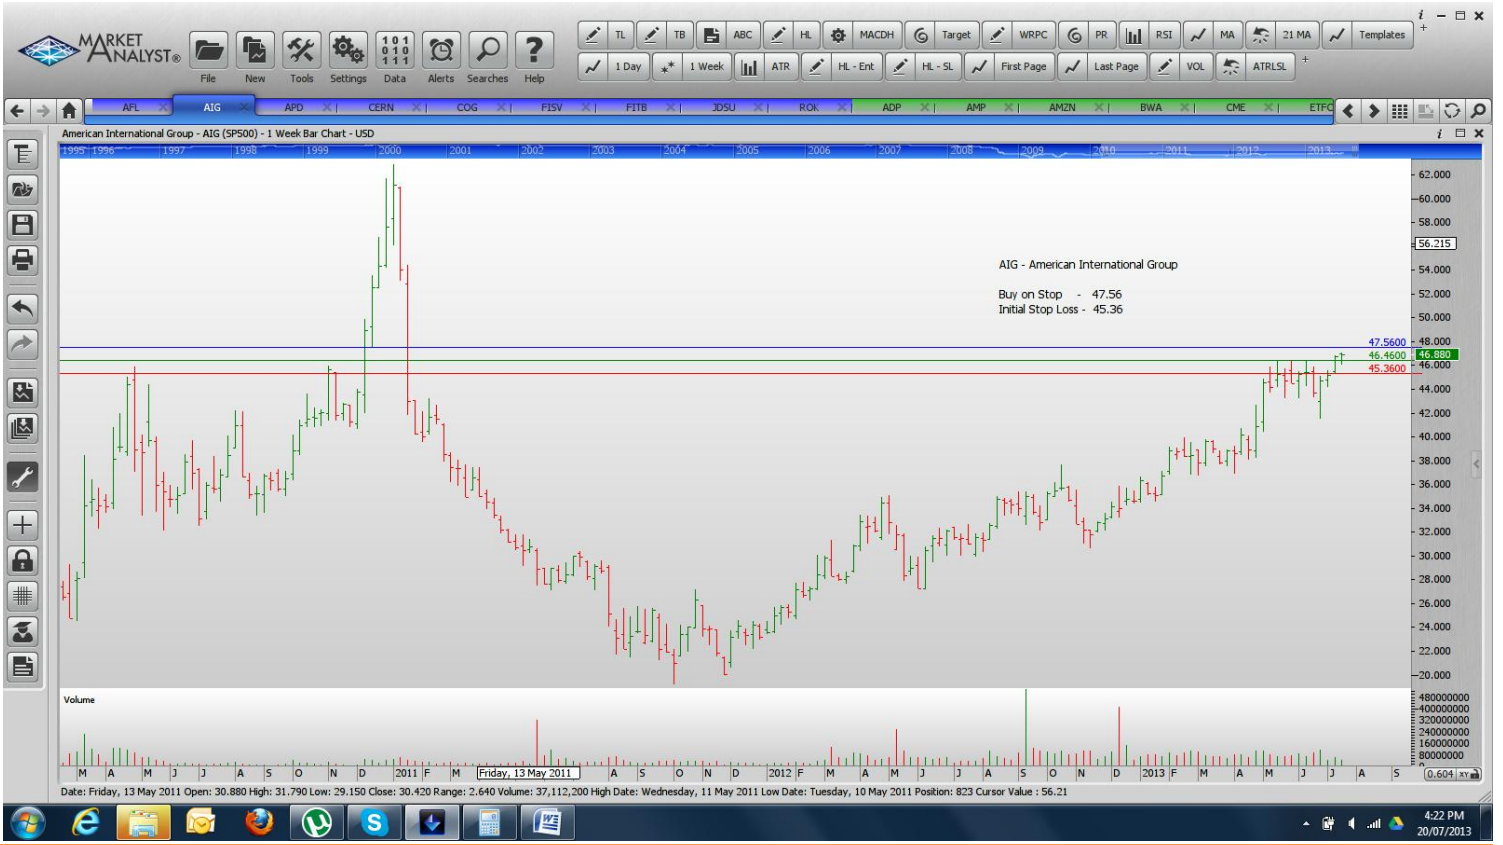 MARKET ANALYST®
File New Tools Settings Data Alerts Searches Help
101 010 111
TL TB ABC HL MACDH Target WRPC PR RSI MA 21 MA Templates +
1 Day 1 Week ATR HL - Ent HL - SL First Page Last Page VOL ATRLSL +
AFL AIG APD CERN COG FISV FITB JDSU ROK ADP AMP AMZN BWA CME ETFC
American International Group - AIG (SP500) - 1 Week Bar Chart - USD
1995 1996 1997 1998 1999 2000 2001 2002 2003 2004 2005 2006 2007 2008 2009 2010 2011 2012 2013
62.000
60.000
58.000
56.215
AIG - American International Group
54.000
Buy on Stop - 47.56
52.000
Initial Stop Loss - 45.36
50.000
47.5600 48.000
46.4600 46.880
46.000
45.3600
44.000
42.000
40.000
38.000
36.000
34.000
32.000
30.000
28.000
26.000
24.000
22.000
20.000
Volume
480000000
400000000
320000000
240000000
160000000
80000000
0
M A M J J A S O N D 2011 F M Friday, 13 May 2011 A S O N D 2012 F M A M J J A S O N D 2013 F M A M J J A S
0.604 XY
Date: Friday, 13 May 2011 Open: 30.880 High: 31.790 Low: 29.150 Close: 30.420 Range: 2.640 Volume: 37,112,200 High Date: Wednesday, 11 May 2011 Low Date: Tuesday, 10 May 2011 Position: 823 Cursor Value : 56.21
4:22 PM
20/07/2013